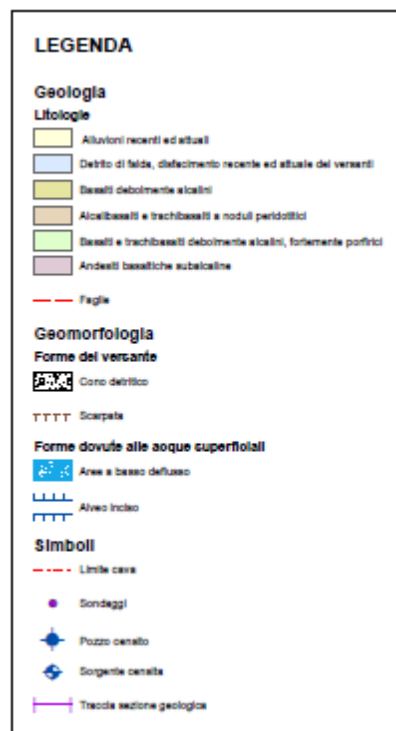 LEGENDA
Geologia
Litologie
Alluvioni recenti ed attuali
Detrito di falda, disfacimento recente ed attuale dei versanti
Basalti debolmente alcalini
Alcalibasalti e trachibasalti a noduli peridotitici
Basalti e trachibasalti debolmente alcalini, fortemente porfirici
Andesiti basaltiche subalcaline
Faglie
Geomorfologia
Forme del versante
Cono detritico
Scarpata
Forme dovute alle acque superficiali
Aree a basso deflusso
Alveo inciso
Simboli
Limite cava
Sondaggi
Pozzo censito
Sorgente censita
Traccia sezione geologica